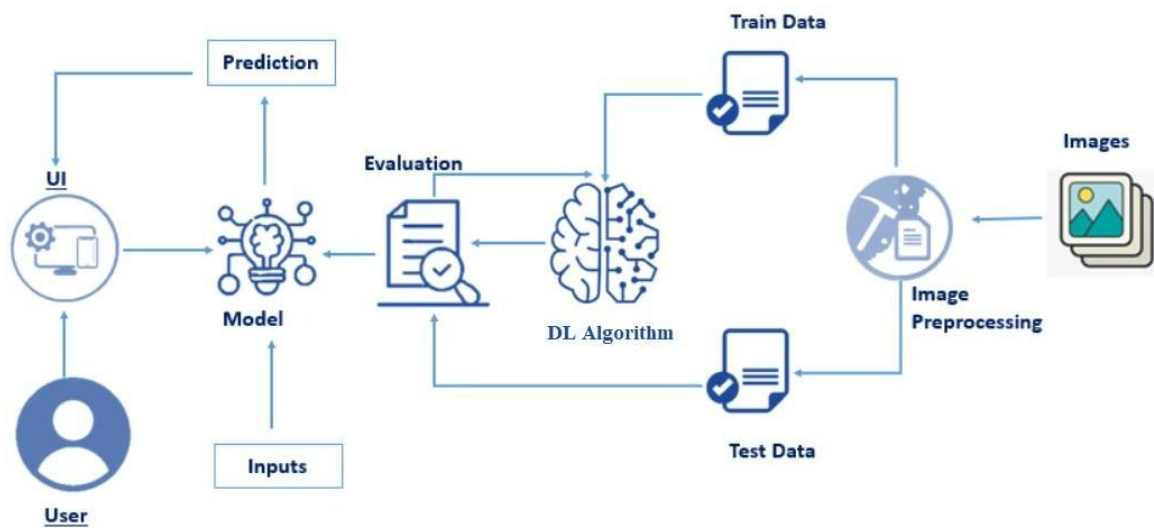 Train Data
Prediction
Images
Evaluation
UI
Image
Preprocessing
Model
DL Algorithm
Test Data
Inputs
User